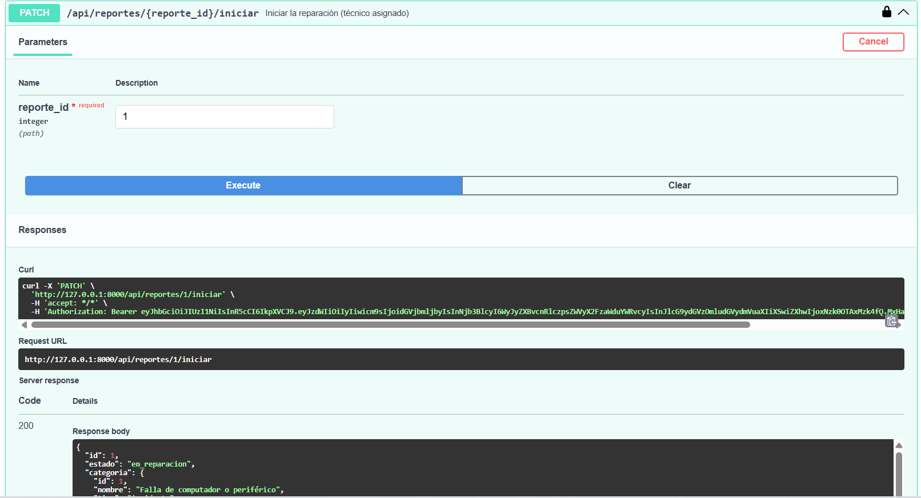 PATCH /api/reportes/{reporte_id}/iniciar Iniciar la reparación (técnico asignado)
Parameters
Cancel
Name Description
reporte_id * required
integer
(path)
1
Execute
Clear
Responses
Curl
curl -X 'PATCH' \
'http://127.0.0.1:8000/api/reportes/1/iniciar' \
-H 'accept: */*' \
-H 'Authorization: Bearer
Request URL
http://127.0.0.1:8000/api/reportes/1/iniciar
Server response
Code Details
200
Response body
{
"id": 1,
"estado": "en_reparacion",
"categoria": {
"id": 1,
"nombre": "Falla de computador o periférico",